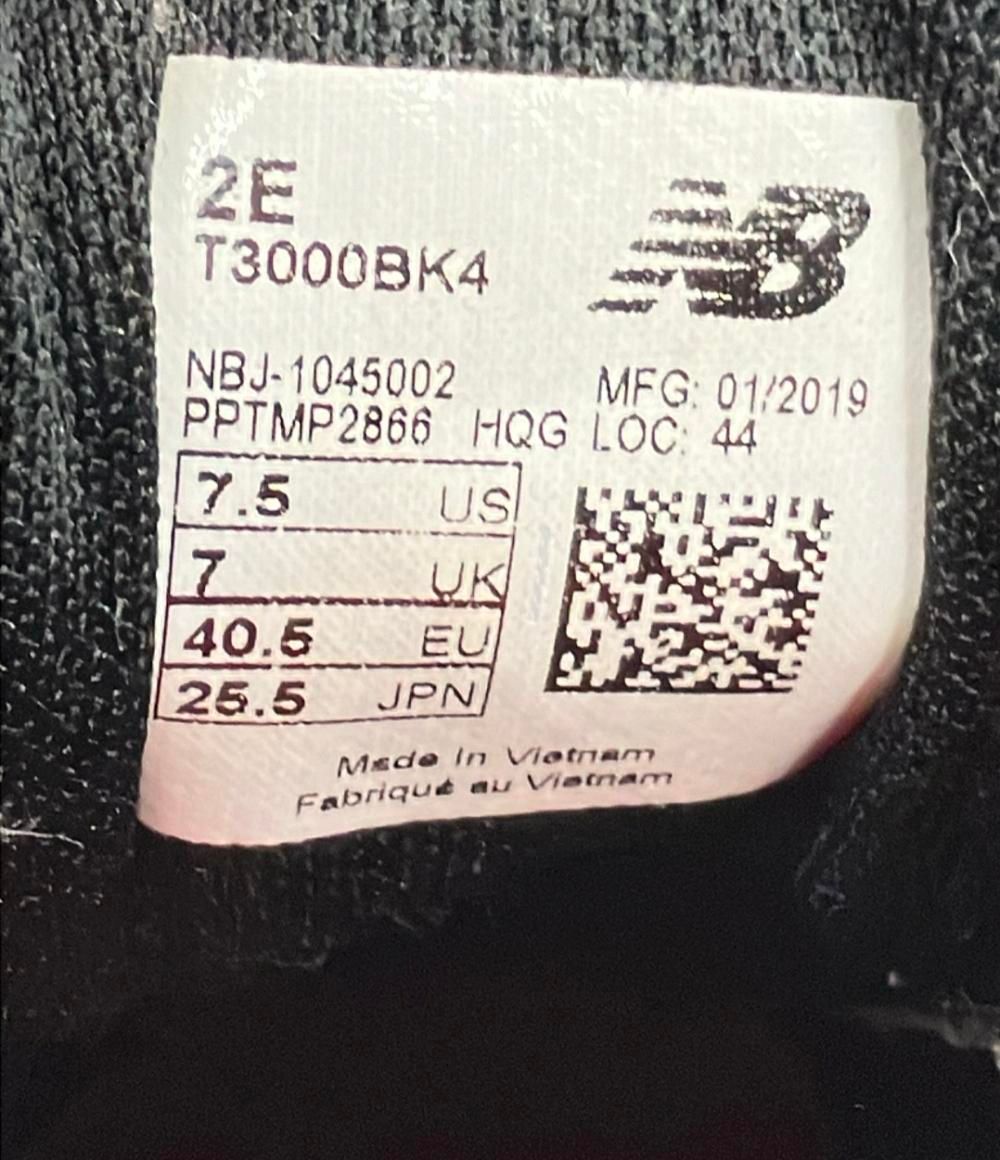 2E
T3000BK4
NB
NBJ-1045002 MFG: 01/2019
PPTMP2866 HQG LOC: 44
7.5 US
7 UK
40.5 EU
25.5 JPN
Made in Vietnam
Fabriqué au Vietnam